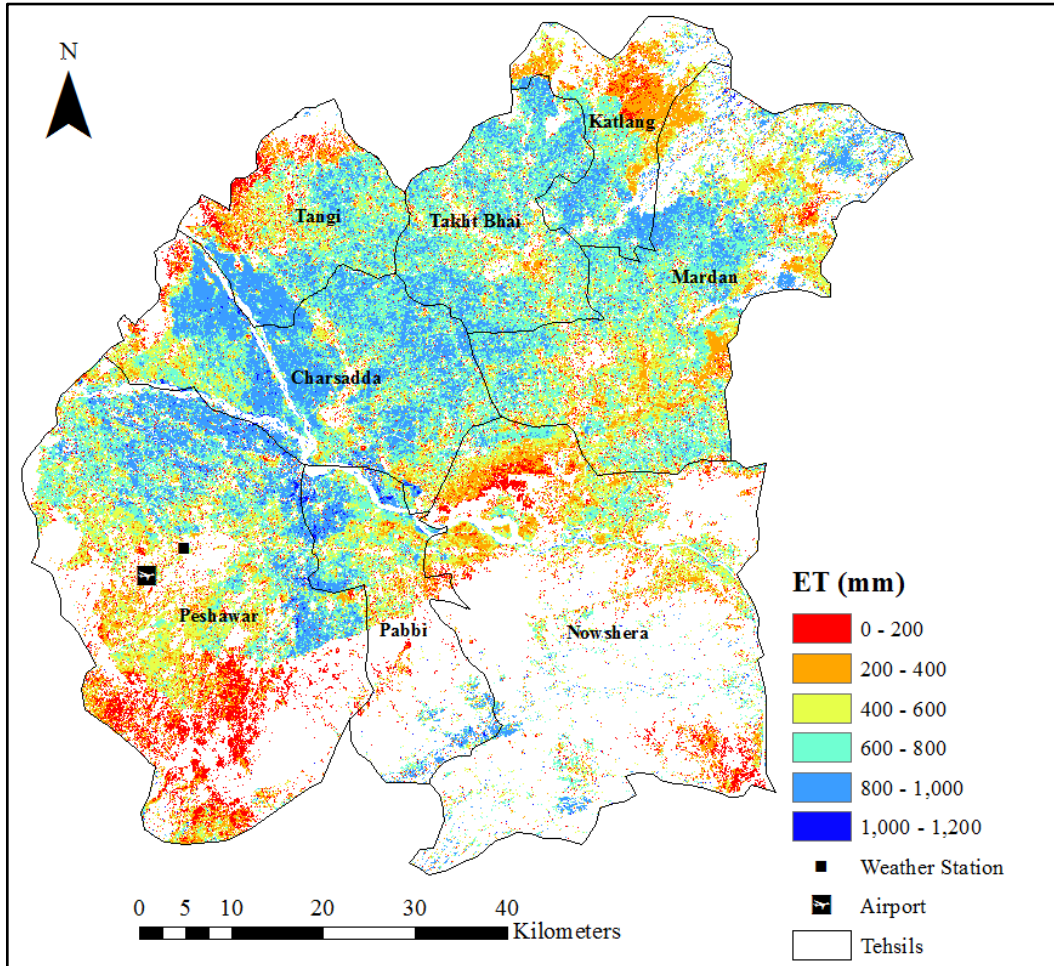 N
Katlang
Tangi
Takht Bhai
Mardan
Charsadda
Peshawar
Pabbi
Nowshera
ET (mm)
0 - 200
200 - 400
400 - 600
600 - 800
800 - 1,000
1,000 - 1,200
Weather Station
Airport
Tehsils
0 5 10 20 30 40
Kilometers